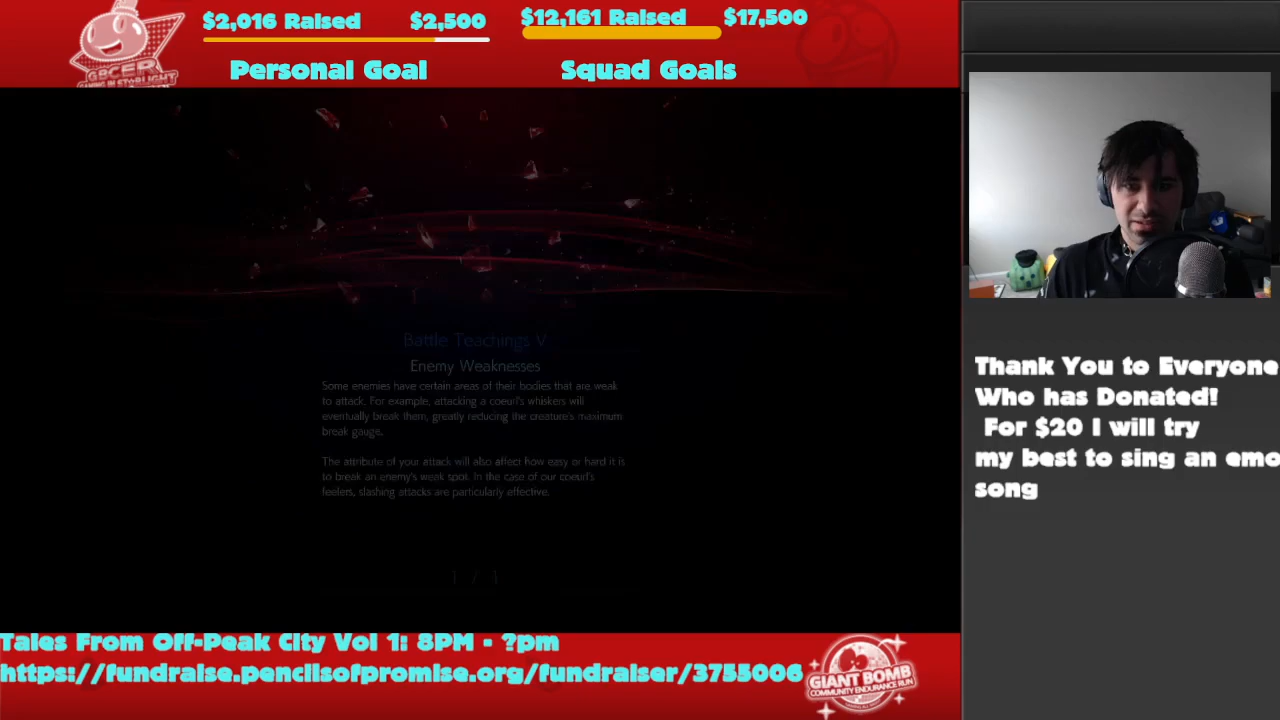 $2,016 Raised $2,500
$12,161 Raised $17,500
Personal Goal
Squad Goals
GBCER
GAMING IN STARLIGHT
Battle Teachings V
Enemy Weaknesses
Some enemies have certain areas of their bodies that are weak
to attack. For example, attacking a coeurl's whiskers will
eventually break them, greatly reducing the creature's maximum
break gauge.
The attribute of your attack will also affect how easy or hard it is
to break an enemy's weak spot. In the case of our coeurl's
feelers, slashing attacks are particularly effective.
Thank You to Everyone
Who has Donated!
For $20 I will try
my best to sing an emo
song
Tales From Off-Peak City Vol 1: 8PM - ?pm
https://fundraise.pencilsofpromise.org/fundraiser/3755006
GIANT BOMB
COMMUNITY ENDURANCE RUN